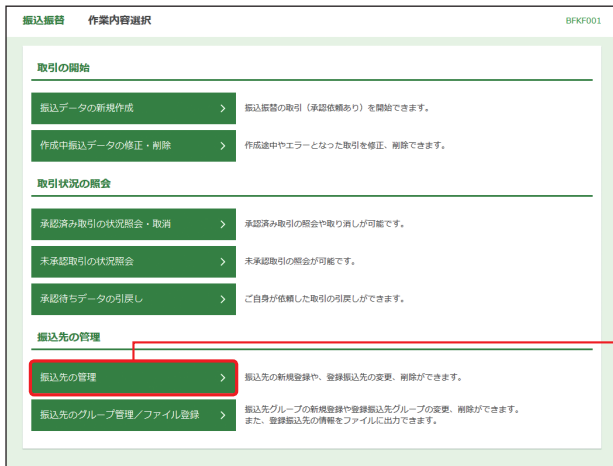 振込振替 作業内容選択 BFKF001
取引の開始
振込データの新規作成 振込振替の取引（承認依頼あり）を開始できます。
作成中振込データの修正・削除 作成途中やエラーとなった取引を修正、削除できます。
取引状況の照会
承認済み取引の状況照会・取消 承認済み取引の照会や取り消しが可能です。
未承認取引の状況照会 未承認取引の照会が可能です。
承認待ちデータの引戻し ご自身が依頼した取引の引戻しができます。
振込先の管理
振込先の管理 振込先の新規登録や、登録振込先の変更、削除ができます。
振込先のグループ管理／ファイル登録 振込先グループの新規登録や登録振込先グループの変更、削除ができます。
また、登録振込先の情報をファイルに出力できます。